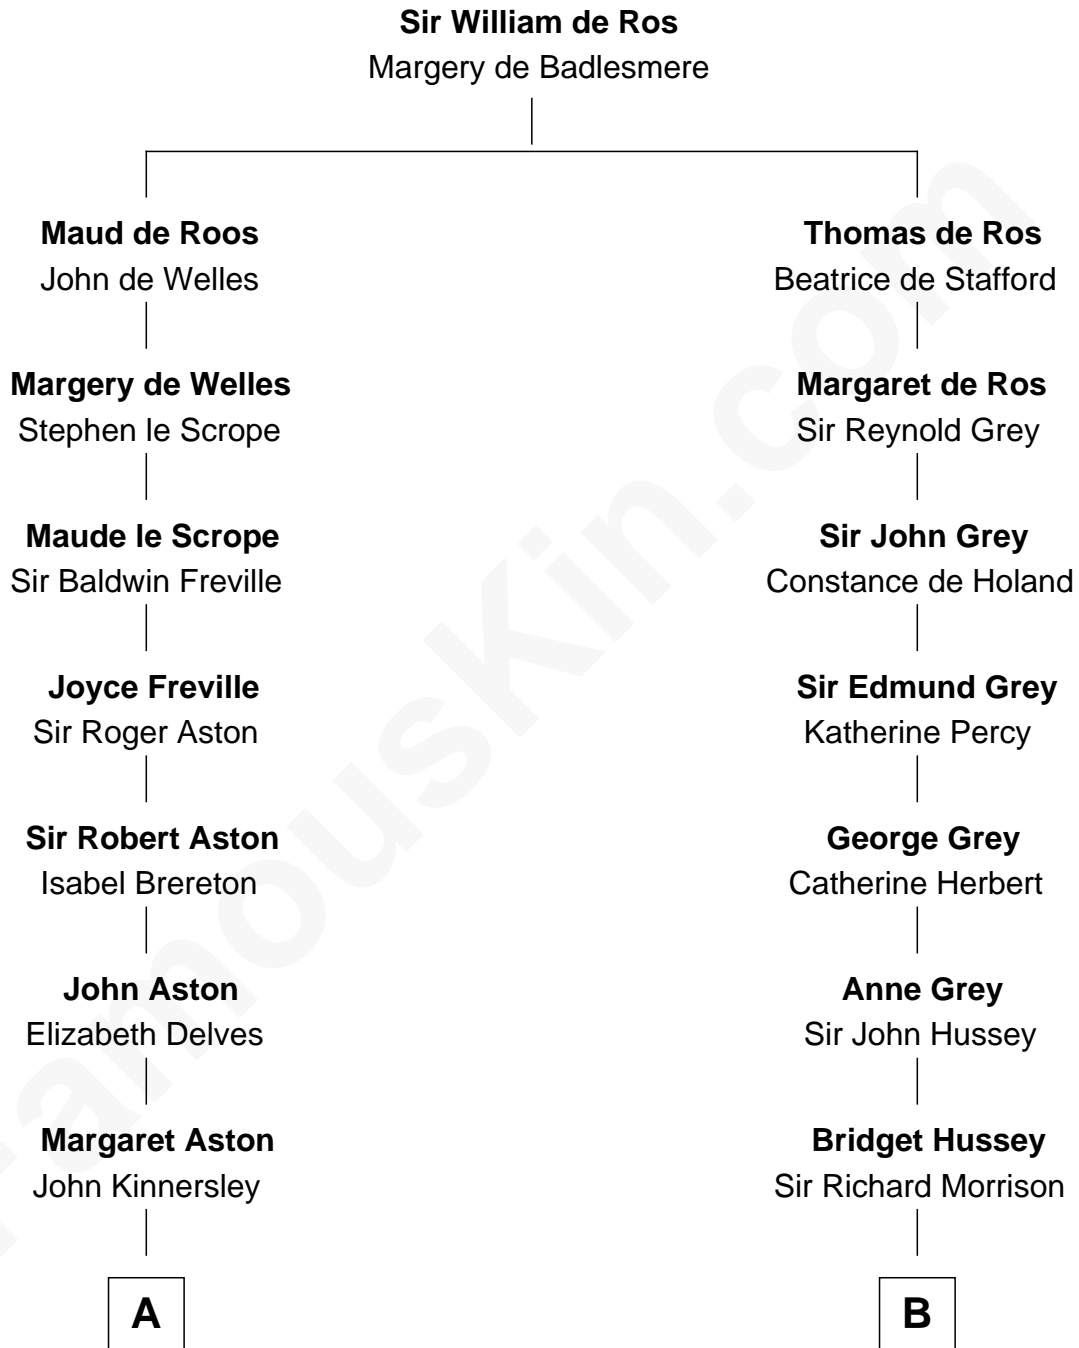 Sir William de Ros
Margery de Badlesmere
Maud de Roos
John de Welles
Margery de Welles
Stephen le Scrope
Maude le Scrope
Sir Baldwin Freville
Joyce Freville
Sir Roger Aston
Sir Robert Aston
Isabel Brereton
John Aston
Elizabeth Delves
Margaret Aston
John Kinnersley
A
Thomas de Ros
Beatrice de Stafford
Margaret de Ros
Sir Reynold Grey
Sir John Grey
Constance de Holand
Sir Edmund Grey
Katherine Percy
George Grey
Catherine Herbert
Anne Grey
Sir John Hussey
Bridget Hussey
Sir Richard Morrison
B
FamousKin.com